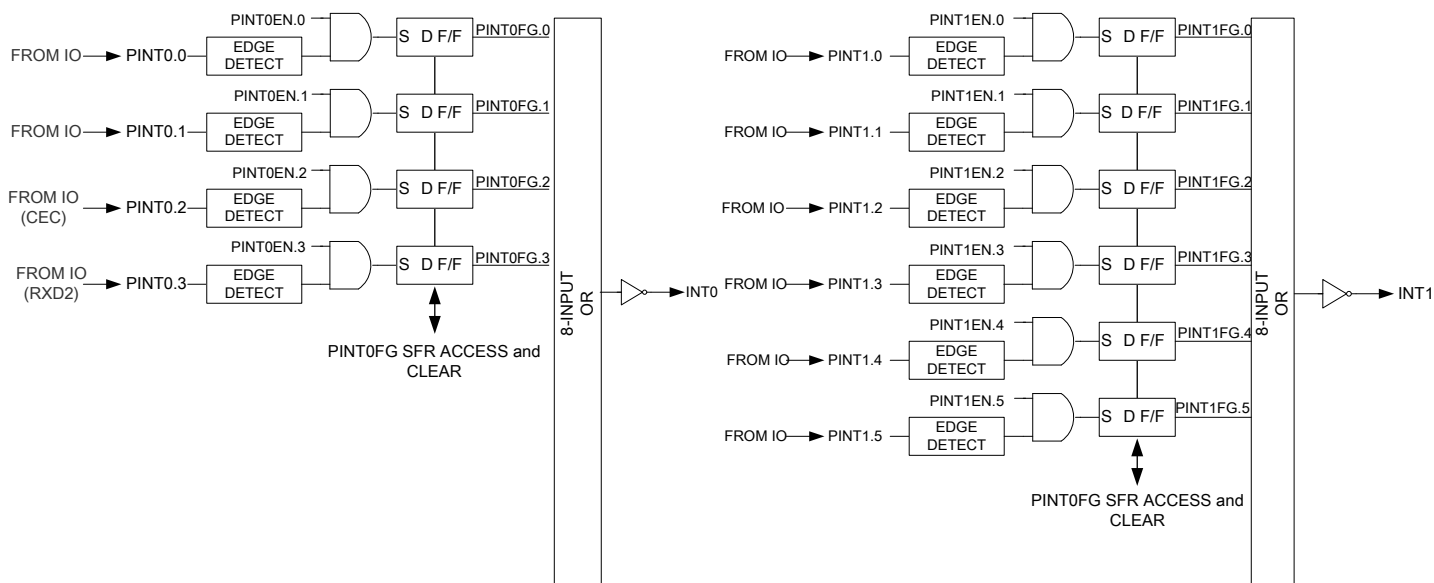 PINT0EN.0
FROM IO PINT0.0 EDGE DETECT
S D F/F PINT0FG.0
PINT0EN.1
FROM IO PINT0.1 EDGE DETECT
S D F/F PINT0FG.1
PINT0EN.2
FROM IO (CEC) PINT0.2 EDGE DETECT
S D F/F PINT0FG.2
PINT0EN.3
FROM IO (RXD2) PINT0.3 EDGE DETECT
S D F/F PINT0FG.3
PINT0FG SFR ACCESS and
CLEAR
8-INPUT
OR
INT0
PINT1EN.0
FROM IO PINT1.0 EDGE DETECT
S D F/F PINT1FG.0
PINT1EN.1
FROM IO PINT1.1 EDGE DETECT
S D F/F PINT1FG.1
PINT1EN.2
FROM IO PINT1.2 EDGE DETECT
S D F/F PINT1FG.2
PINT1EN.3
FROM IO PINT1.3 EDGE DETECT
S D F/F PINT1FG.3
PINT1EN.4
FROM IO PINT1.4 EDGE DETECT
S D F/F PINT1FG.4
PINT1EN.5
FROM IO PINT1.5 EDGE DETECT
S D F/F PINT1FG.5
PINT0FG SFR ACCESS and
CLEAR
8-INPUT
OR
INT1